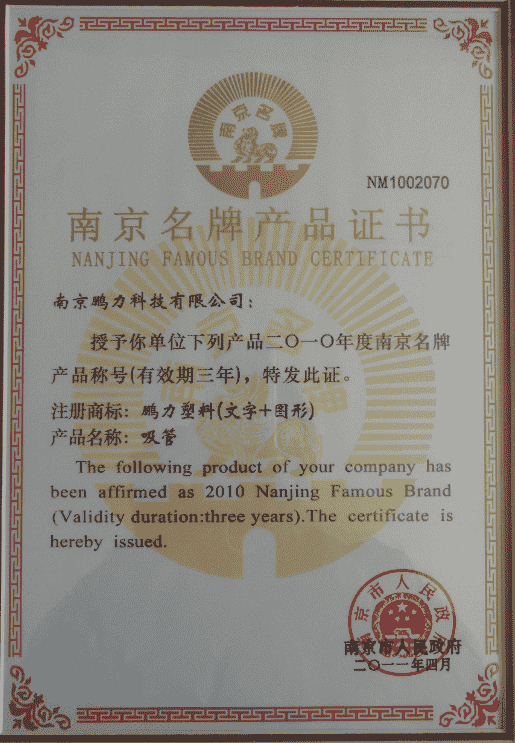 南京名牌
NM1002070
南京名牌产品证书
NANJING FAMOUS BRAND CERTIFICATE
南京鹏力科技有限公司:
授予你单位下列产品二〇一〇年度南京名牌
产品称号(有效期三年)，特发此证。
注册商标: 鹏力塑料(文字+图形)
产品名称: 吸管
The following product of your company has
been affirmed as 2010 Nanjing Famous Brand
(Validity duration:three years).The certificate is
hereby issued.
南京市人民政府
南京市人民政府
二〇一一年四月